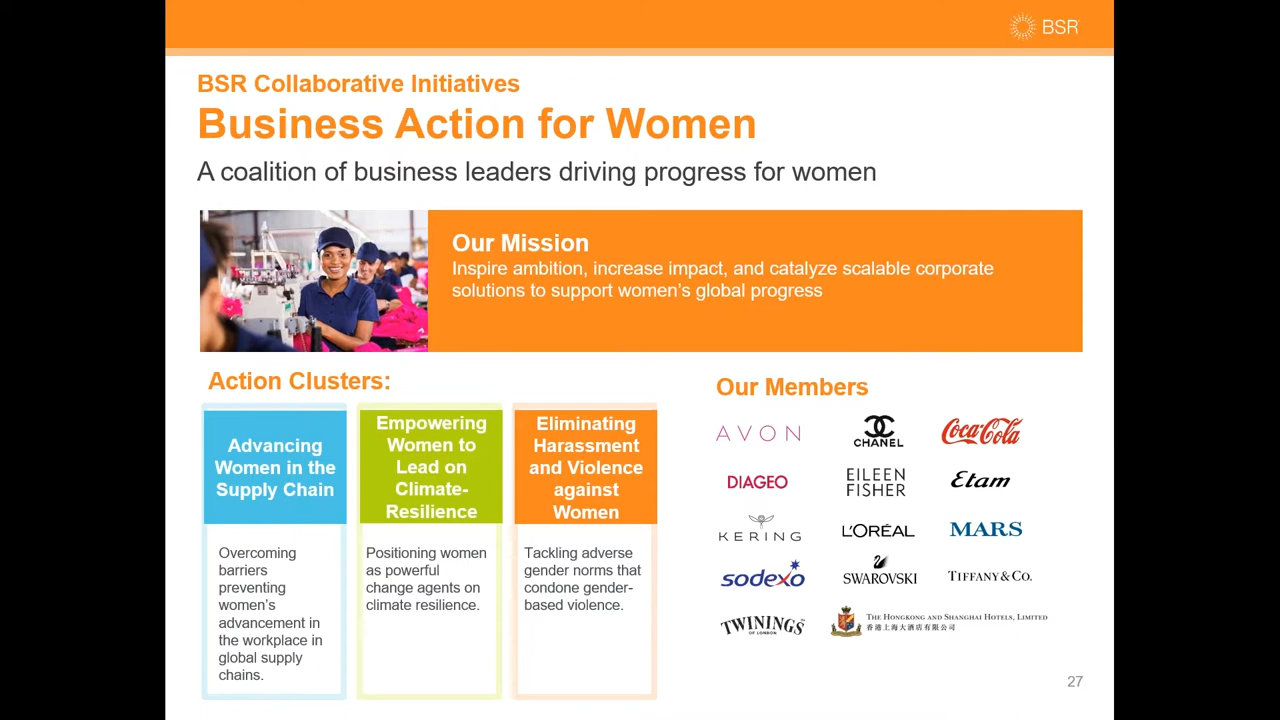 BSR
BSR Collaborative Initiatives
Business Action for Women
A coalition of business leaders driving progress for women
Our Mission
Inspire ambition, increase impact, and catalyze scalable corporate
solutions to support women's global progress
Action Clusters:
Advancing
Women in the
Supply Chain
Overcoming
barriers
preventing
women's
advancement in
the workplace in
global supply
chains.
Empowering
Women to
Lead on
Climate-
Resilience
Positioning women
as powerful
change agents on
climate resilience.
Eliminating
Harassment
and Violence
against
Women
Tackling adverse
gender norms that
condone gender-
based violence.
Our Members
AVON
CHANEL
Coca-Cola
DIAGEO
EILEEN
FISHER
Etam
KERING
L'ORÉAL
MARS
sodexo
SWAROVSKI
TIFFANY & CO.
TWININGS
OF LONDON
THE HONGKONG AND SHANGHAI HOTELS, LIMITED
香港上海大酒店有限公司
27